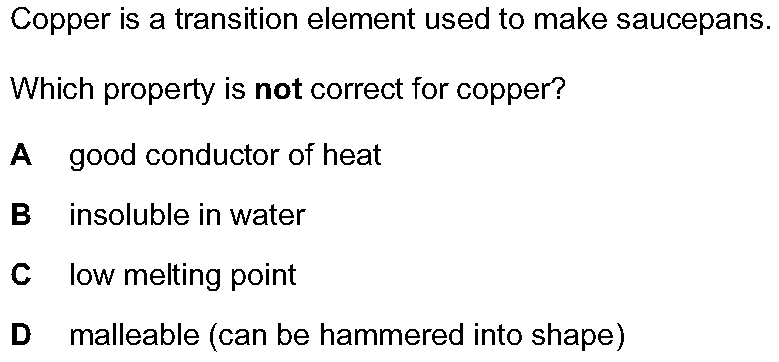 Copper is a transition element used to make saucepans.
Which property is not correct for copper?
A good conductor of heat
B insoluble in water
C low melting point
D malleable (can be hammered into shape)